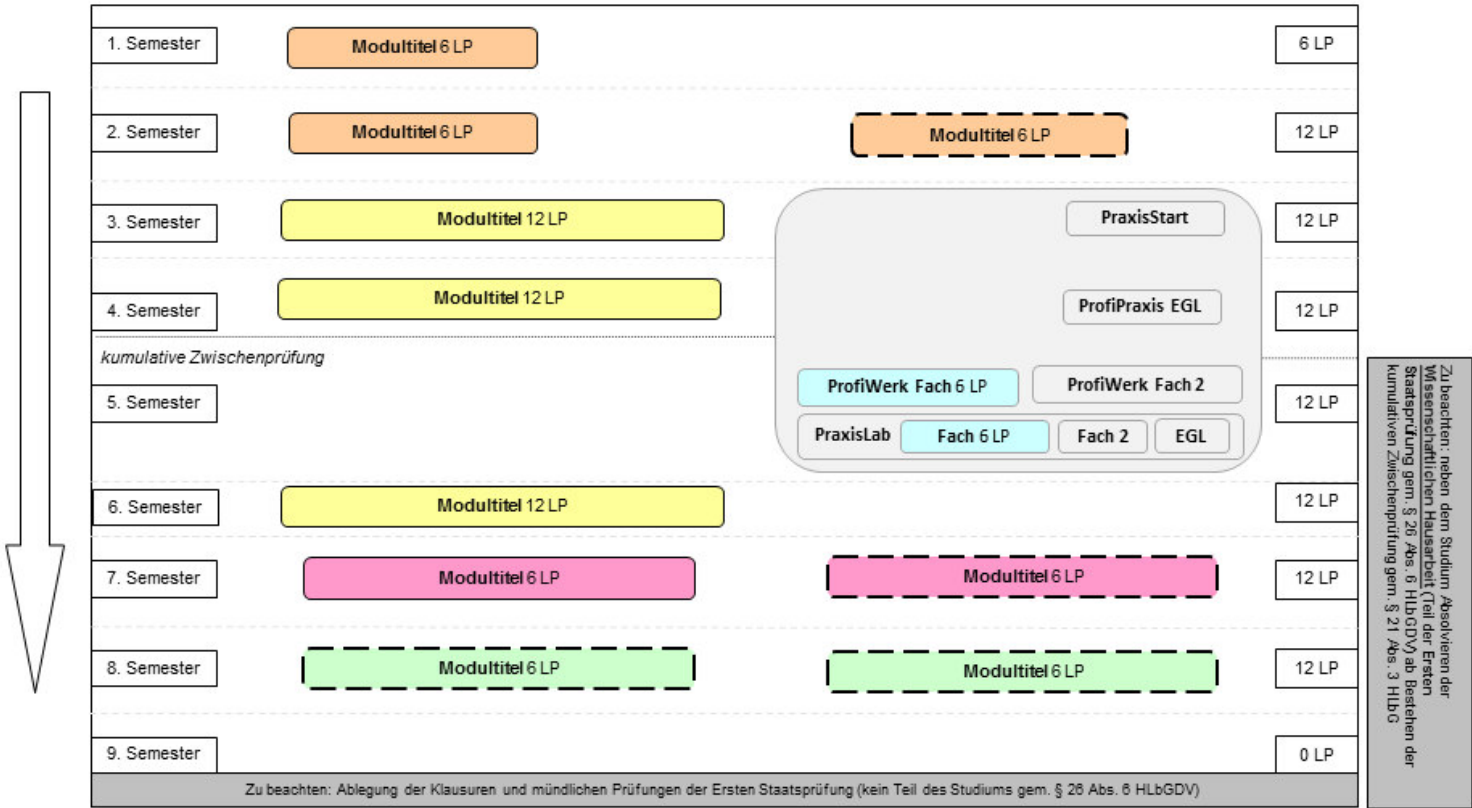 1. Semester
Modultitel 6 LP
6 LP
2. Semester
Modultitel 6 LP
Modultitel 6 LP
12 LP
3. Semester
Modultitel 12 LP
PraxisStart
12 LP
4. Semester
Modultitel 12 LP
ProfiPraxis EGL
12 LP
kumulative Zwischenprüfung
5. Semester
ProfiWerk Fach 6 LP
ProfiWerk Fach 2
12 LP
PraxisLab
Fach 6 LP
Fach 2
EGL
6. Semester
Modultitel 12 LP
12 LP
7. Semester
Modultitel 6 LP
Modultitel 6 LP
12 LP
8. Semester
Modultitel 6 LP
Modultitel 6 LP
12 LP
9. Semester
0 LP
Zu beachten: Ablegung der Klausuren und mündlichen Prüfungen der Ersten Staatsprüfung (kein Teil des Studiums gem. § 26 Abs. 6 HLbGDV)
Zu beachten: neben dem Studium Absolvieren der
Wissenschaftlichen Hausarbeit (Teil der Ersten
Staatsprüfung gem. § 26 Abs. 6 HLbGDV) ab Bestehen der
kumulativen Zwischenprüfung gem. § 21 Abs. 3 HLbG